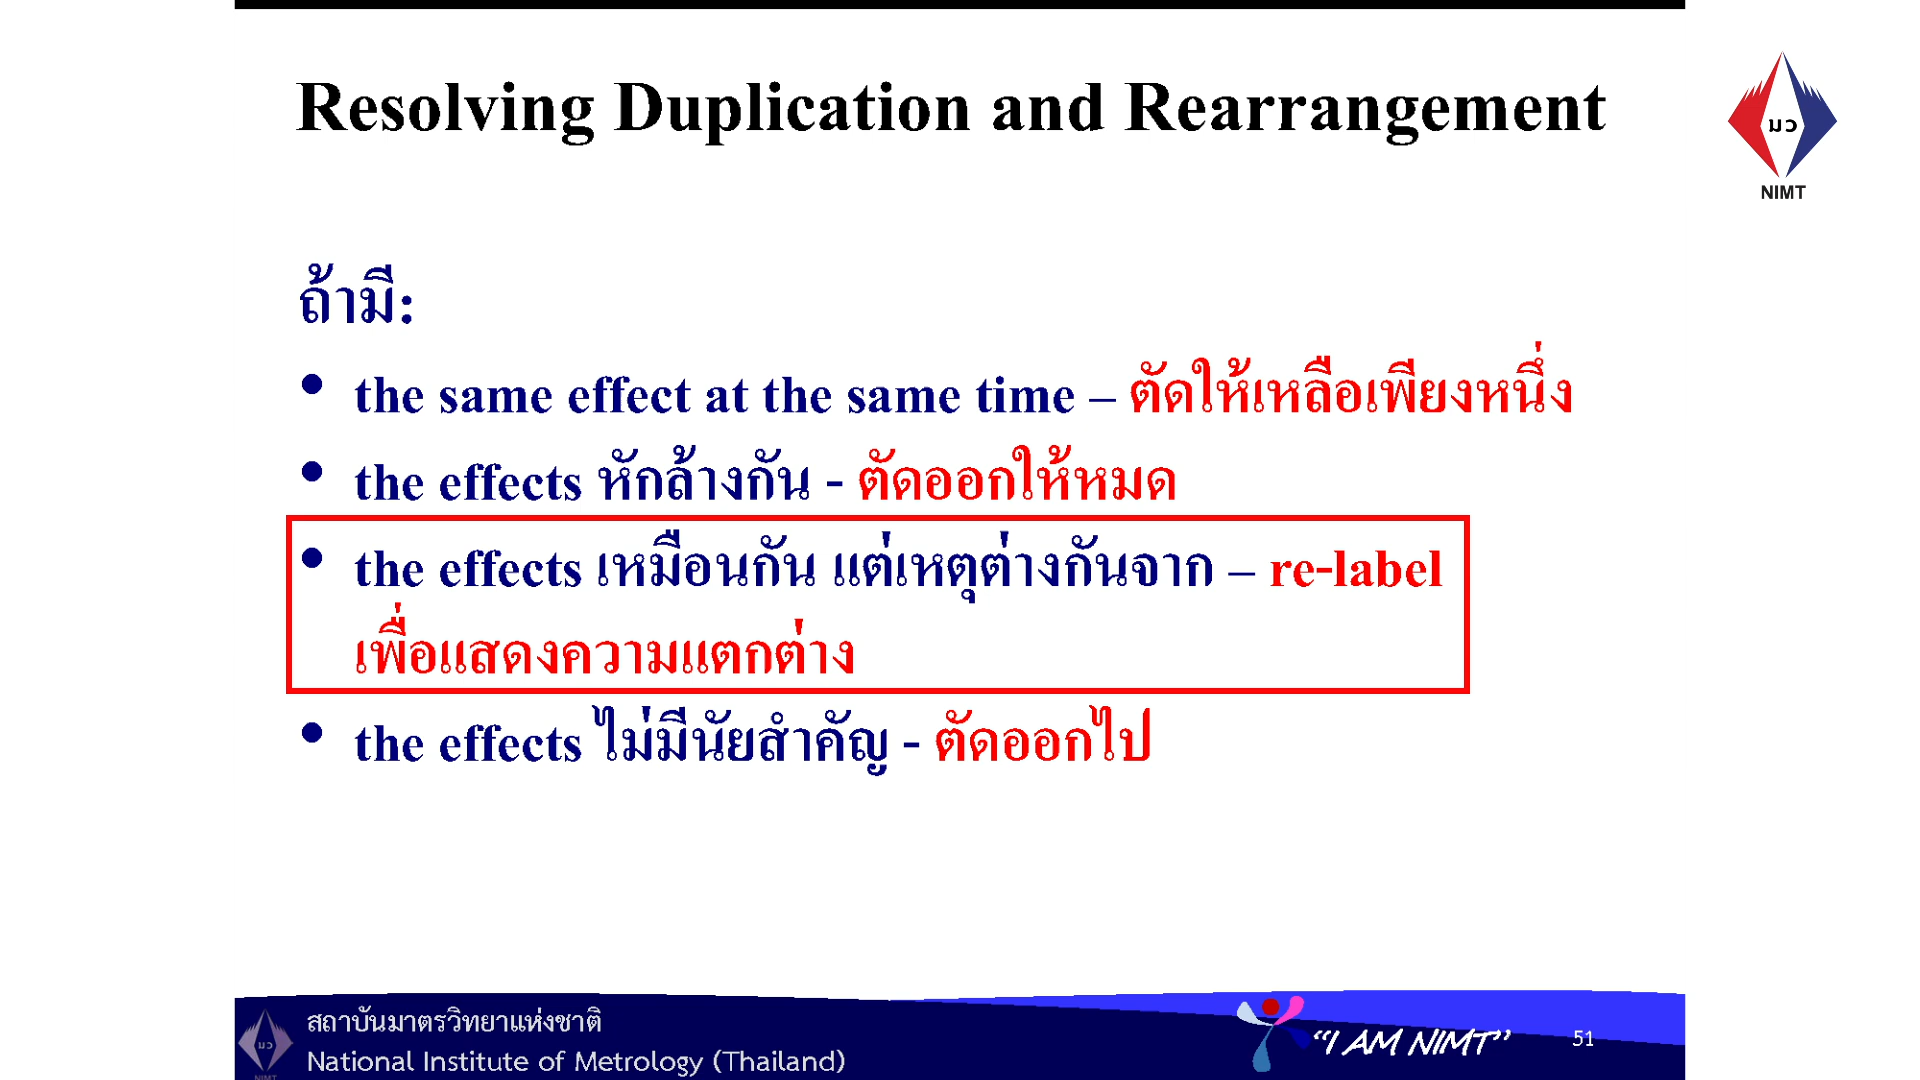 Resolving Duplication and Rearrangement
มว
NIMT
ถ้ามี:
• the same effect at the same time – ตัดให้เหลือเพียงหนึ่ง
• the effects หักล้างกัน - ตัดออกให้หมด
• the effects เหมือนกัน แต่เหตุต่างกันจาก – re-label
เพื่อแสดงความแตกต่าง
• the effects ไม่มีนัยสำคัญ - ตัดออกไป
มว
NIMT
สถาบันมาตรวิทยาแห่งชาติ
National Institute of Metrology (Thailand)
“I AM NIMT”
51